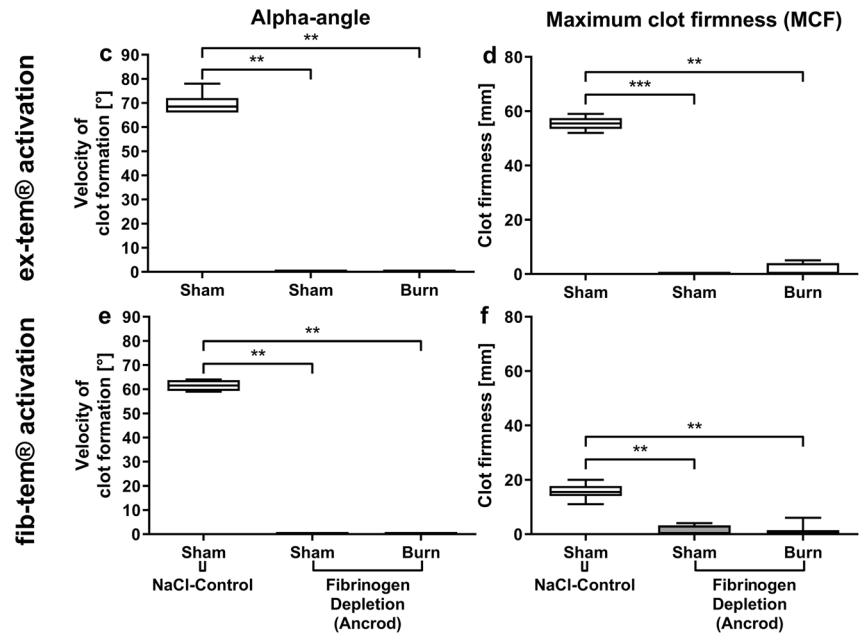 Alpha-angle
Maximum clot firmness (MCF)
ex-tem® activation
c
Velocity of
clot formation [°]
90
80
70
60
50
40
30
20
10
0
**
**
Sham
Sham
Burn
d
Clot firmness [mm]
80
60
40
20
0
**
***
Sham
Sham
Burn
fib-tem® activation
e
Velocity of
clot formation [°]
90
80
70
60
50
40
30
20
10
0
**
**
Sham
Sham
Burn
NaCl-Control
Fibrinogen
Depletion
(Ancrod)
f
Clot firmness [mm]
80
60
40
20
0
**
**
Sham
Sham
Burn
NaCl-Control
Fibrinogen
Depletion
(Ancrod)